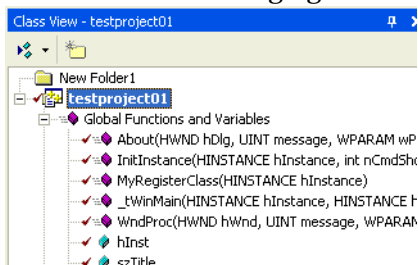 Class View - testproject01
New Folder1
testproject01
Global Functions and Variables
About(HWND hDlg, UINT message, WPARAM wP
InitInstance(HINSTANCE hInstance, int nCmdSho
MyRegisterClass(HINSTANCE hInstance)
_tWinMain(HINSTANCE hInstance, HINSTANCE h
WndProc(HWND hWnd, UINT message, WPARAM
hInst
szTitle